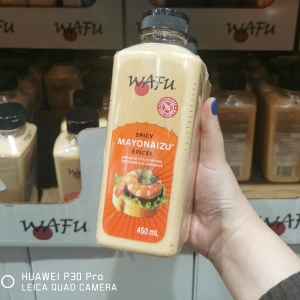 WAFU
WAFU
SPICY
MAYONAIZU
ÉPICÉE
450 mL
WAFU
WAFU
HUAWEI P30 Pro
LEICA QUAD CAMERA